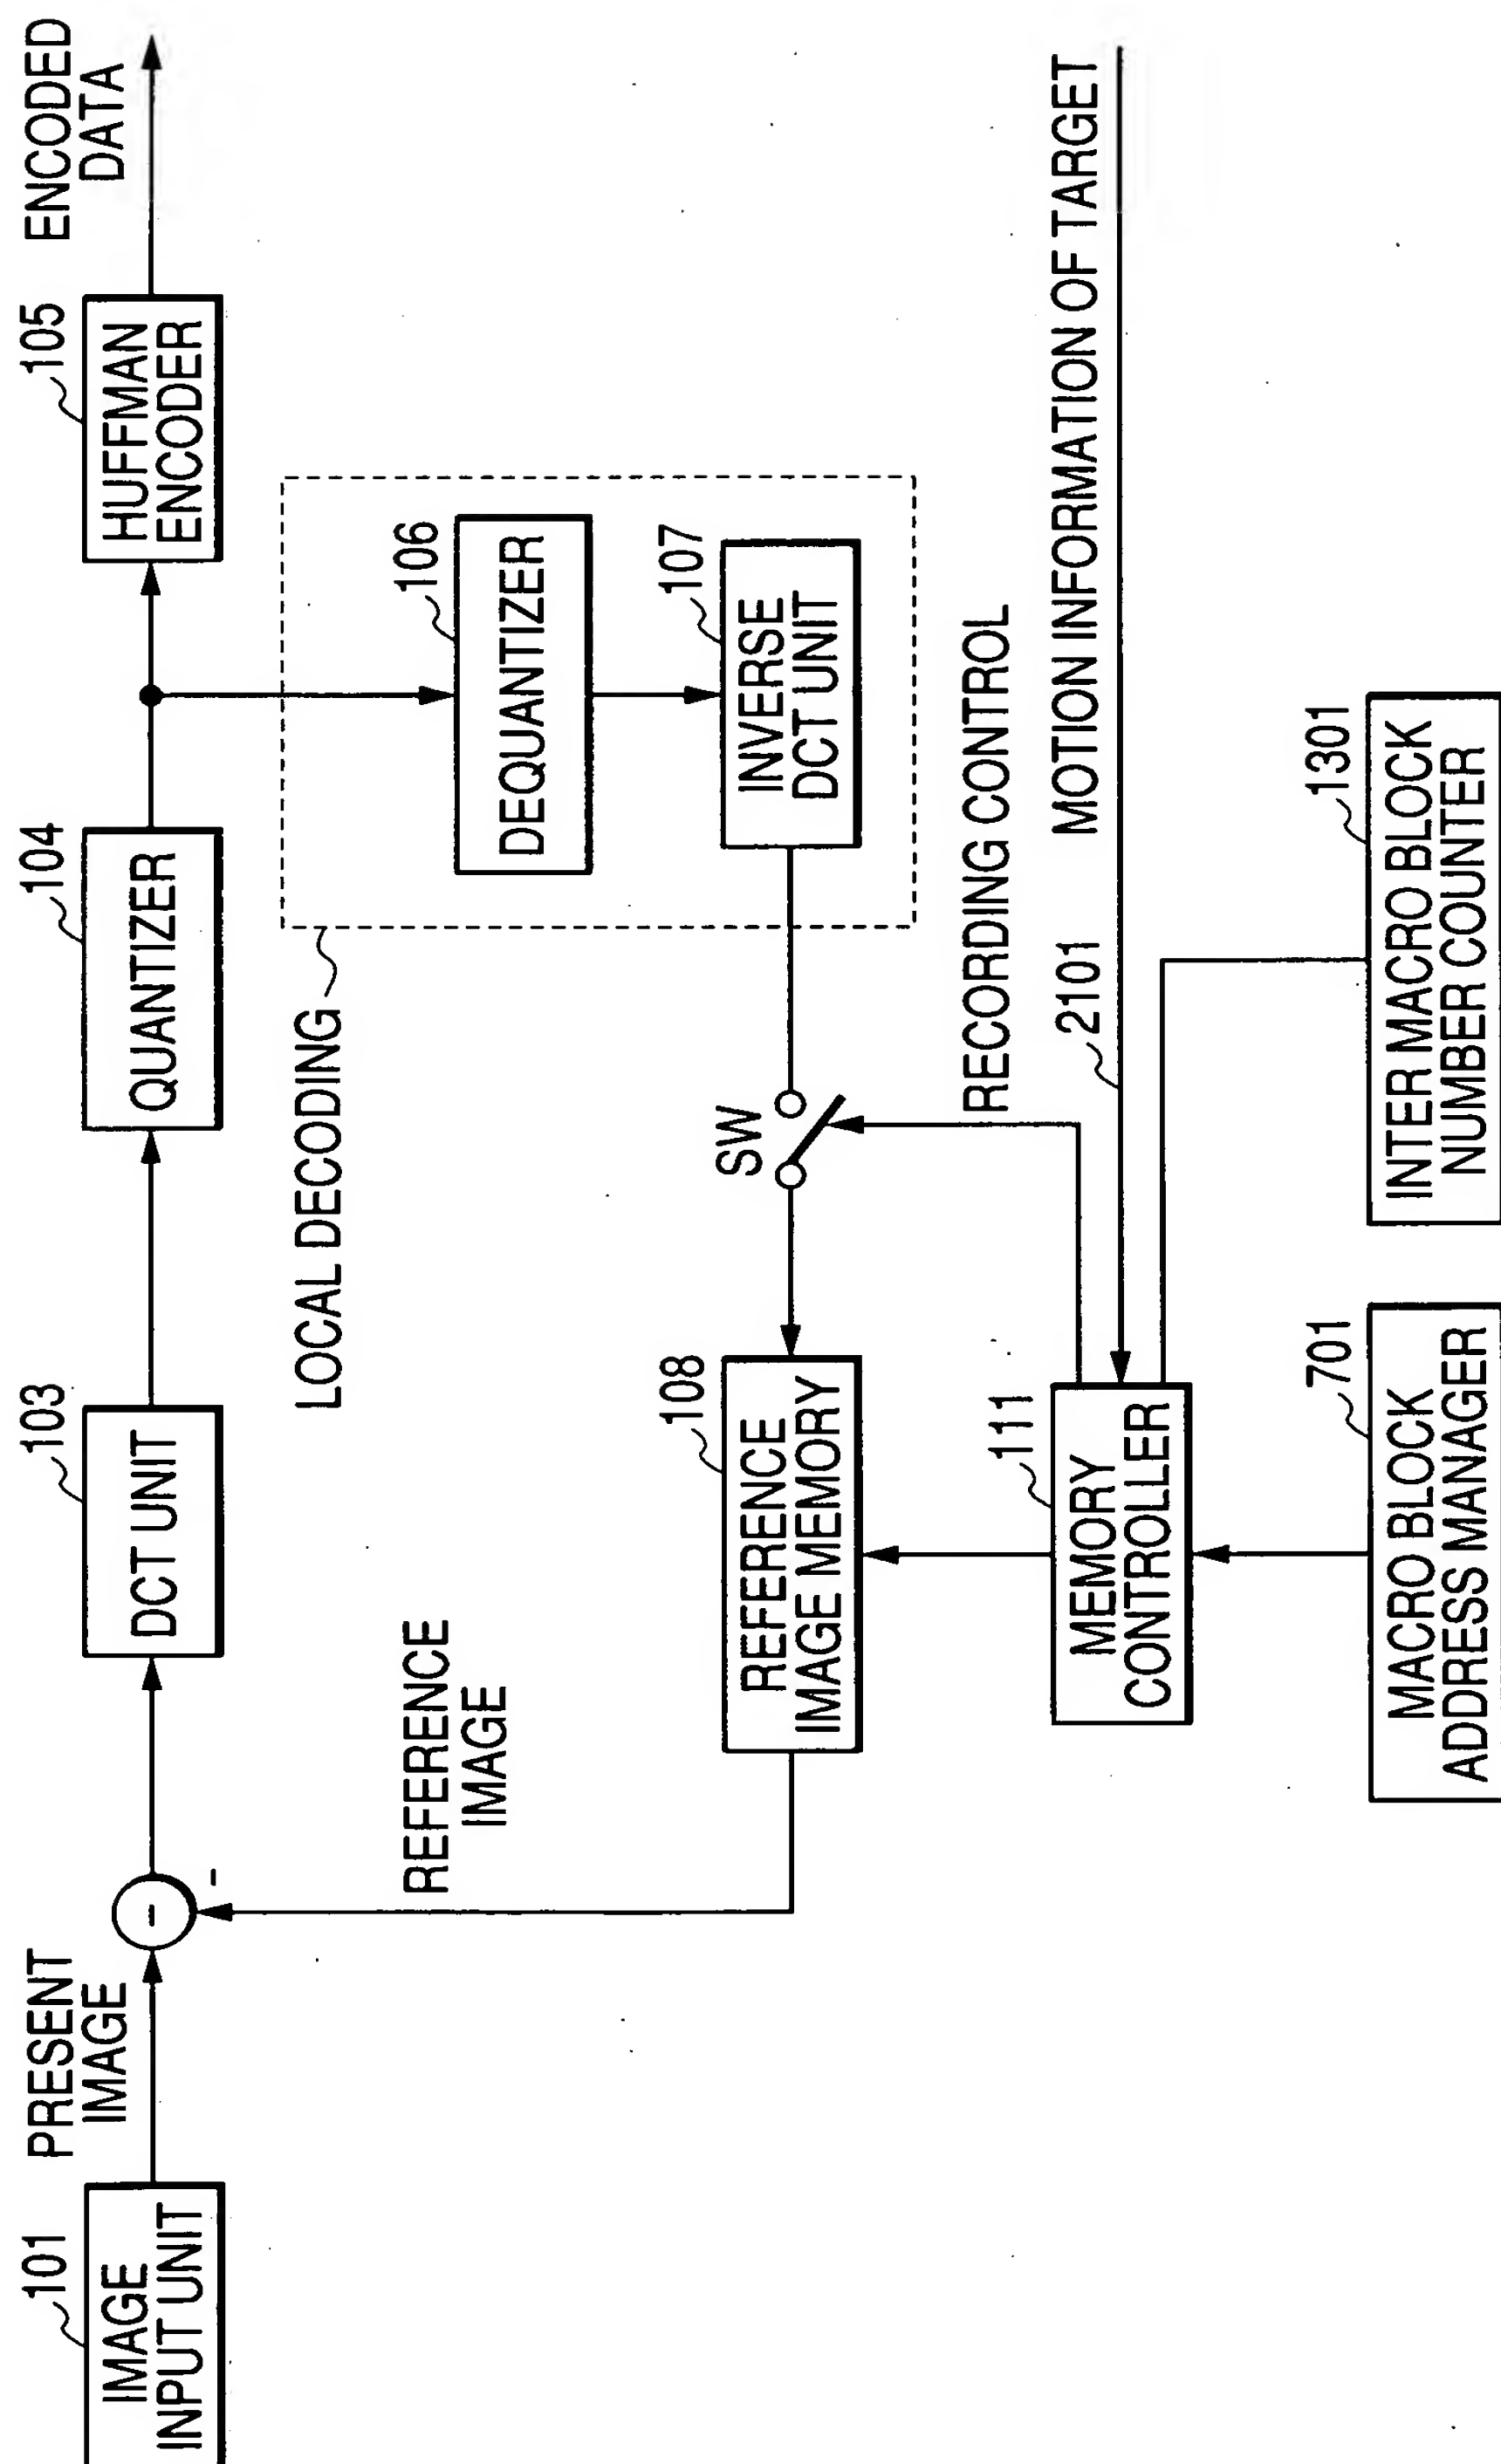 101
IMAGE
INPUT UNIT
PRESENT
IMAGE
-
-
103
DCT UNIT
104
QUANTIZER
105
HUFFMAN
ENCODER
ENCODED
DATA
REFERENCE
IMAGE
LOCAL DECODING
106
DEQUANTIZER
107
INVERSE
DCT UNIT
SW
108
REFERENCE
IMAGE MEMORY
RECORDING CONTROL
111
MEMORY
CONTROLLER
2101
MOTION INFORMATION OF TARGET
701
MACRO BLOCK
ADDRESS MANAGER
1301
INTER MACRO BLOCK
NUMBER COUNTER